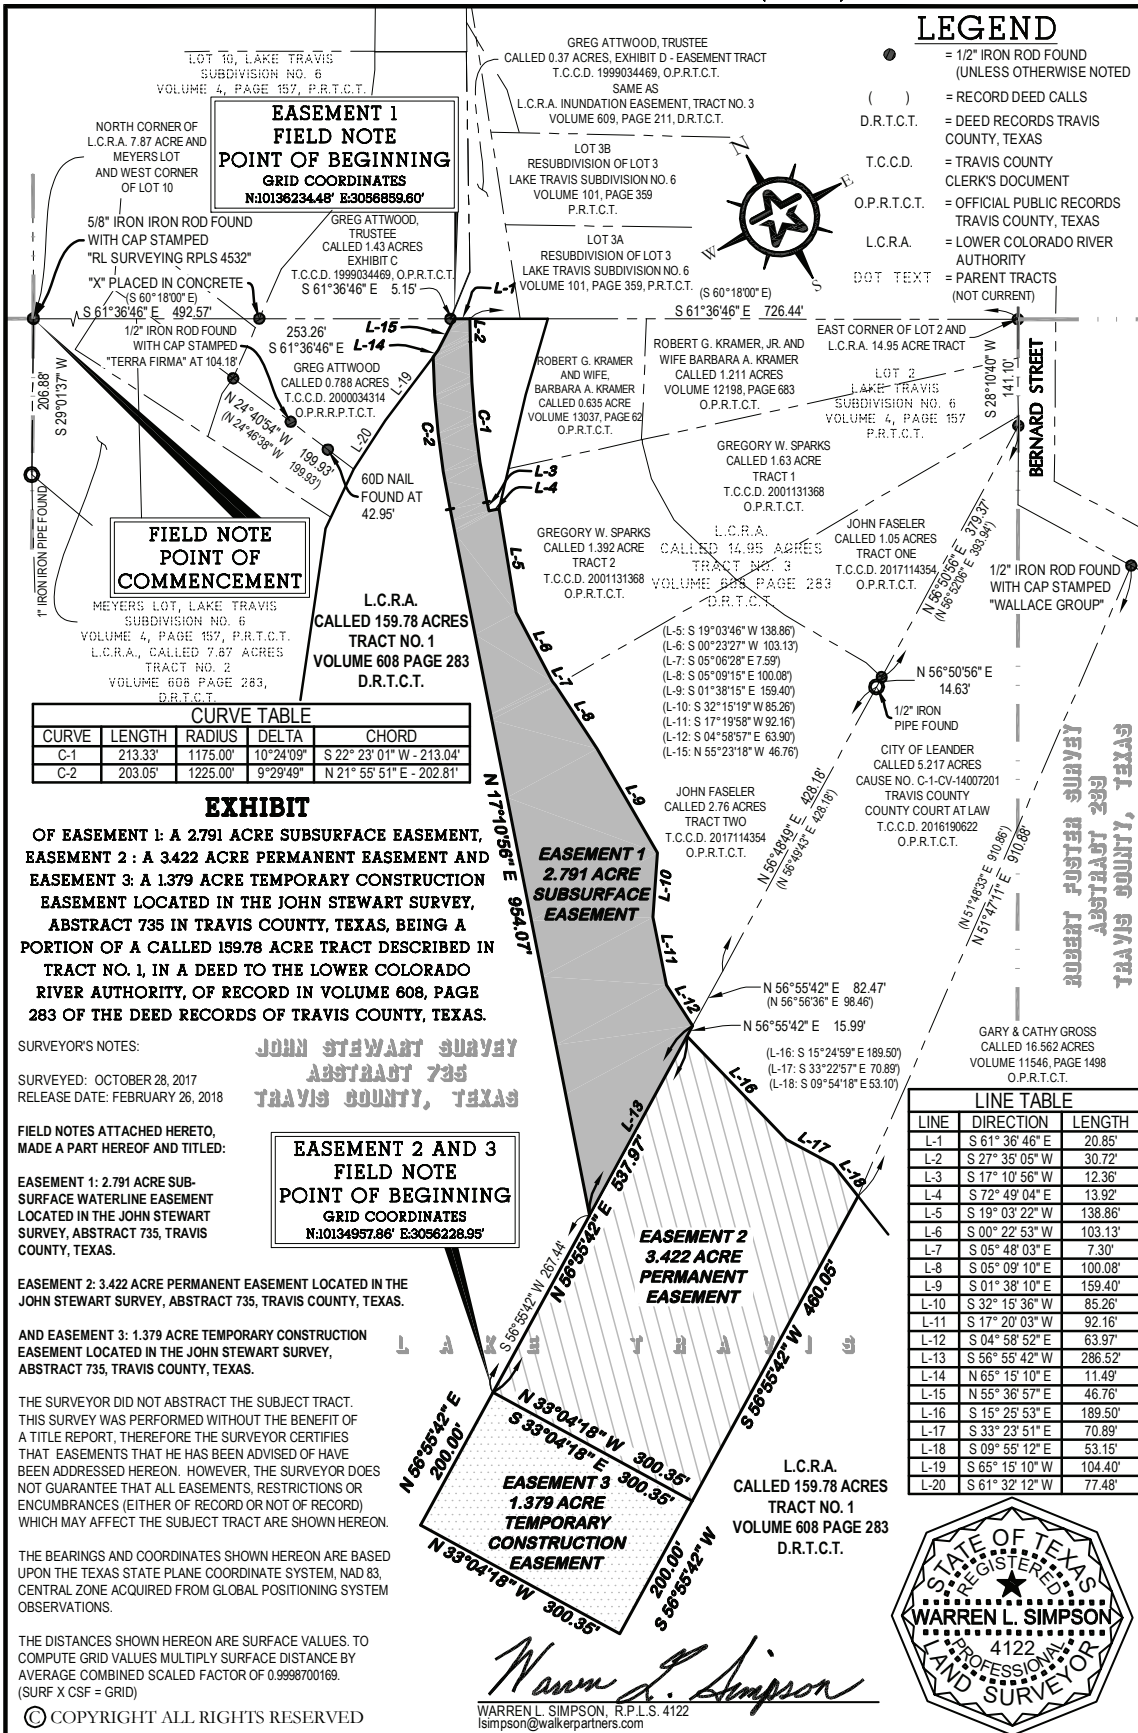 LEGEND
= 1/2" IRON ROD FOUND
(UNLESS OTHERWISE NOTED
( ) = RECORD DEED CALLS
D.R.T.C.T. = DEED RECORDS TRAVIS
COUNTY, TEXAS
T.C.C.D. = TRAVIS COUNTY
CLERK'S DOCUMENT
O.P.R.T.C.T. = OFFICIAL PUBLIC RECORDS
TRAVIS COUNTY, TEXAS
L.C.R.A. = LOWER COLORADO RIVER
AUTHORITY
DOT TEXT = PARENT TRACTS
(NOT CURRENT)
LOT 10, LAKE TRAVIS
SUBDIVISION NO. 6
VOLUME 4, PAGE 157, P.R.T.C.T.
GREG ATTWOOD, TRUSTEE
CALLED 0.37 ACRES, EXHIBIT D - EASEMENT TRACT
T.C.C.D. 1999034469, O.P.R.T.C.T.
SAME AS
L.C.R.A. INUNDATION EASEMENT, TRACT NO. 3
VOLUME 609, PAGE 211, D.R.T.C.T.
EASEMENT 1
FIELD NOTE
POINT OF BEGINNING
GRID COORDINATES
N:10136234.48' E:3056859.60'
NORTH CORNER OF
L.C.R.A. 7.87 ACRE AND
MEYERS LOT
AND WEST CORNER
OF LOT 10
LOT 3B
RESUBDIVISION OF LOT 3
LAKE TRAVIS SUBDIVISION NO. 6
VOLUME 101, PAGE 359
P.R.T.C.T.
N
E
W
S
5/8" IRON IRON ROD FOUND
WITH CAP STAMPED
"RL SURVEYING RPLS 4532"
GREG ATTWOOD,
TRUSTEE
CALLED 1.43 ACRES
EXHIBIT C
T.C.C.D. 1999034469, O.P.R.T.C.T.
S 61°36'46" E 5.15'
LOT 3A
RESUBDIVISION OF LOT 3
LAKE TRAVIS SUBDIVISION NO. 6
VOLUME 101, PAGE 359, P.R.T.C.T.
"X" PLACED IN CONCRETE
(S 60°18'00" E)
S 61°36'46" E 492.57'
L-1
(S 60°18'00" E)
S 61°36'46" E 726.44'
1/2" IRON ROD FOUND
WITH CAP STAMPED
"TERRA FIRMA" AT 104.18'
253.26'
S 61°36'46" E
L-15
L-14
L-2
EAST CORNER OF LOT 2 AND
L.C.R.A. 14.95 ACRE TRACT
GREG ATTWOOD
CALLED 0.788 ACRES
T.C.C.D. 2000034314
O.P.R.R.P.T.C.T.
L-19
L-20
ROBERT G. KRAMER
AND WIFE,
BARBARA A. KRAMER
CALLED 0.635 ACRE
VOLUME 13037, PAGE 62
O.P.R.T.C.T.
ROBERT G. KRAMER, JR. AND
WIFE BARBARA A. KRAMER
CALLED 1.211 ACRES
VOLUME 12198, PAGE 683
O.P.R.T.C.T.
LOT 2
LAKE TRAVIS
SUBDIVISION NO. 6
VOLUME 4, PAGE 157
P.R.T.C.T.
S 28°10'40" W
141.10'
BERNARD STREET
206.88'
S 29°01'37" W
N 24°40'54" W 199.93'
(N 24°46'38" W 199.93')
60D NAIL
FOUND AT
42.95'
C-2
C-1
L-3
L-4
GREGORY W. SPARKS
CALLED 1.63 ACRE
TRACT 1
T.C.C.D. 2001131368
O.P.R.T.C.T.
1" IRON IRON PIPE FOUND
FIELD NOTE
POINT OF
COMMENCEMENT
GREGORY W. SPARKS
CALLED 1.392 ACRE
TRACT 2
T.C.C.D. 2001131368
O.P.R.T.C.T.
L.C.R.A.
CALLED 14.95 ACRES
TRACT NO. 3
VOLUME 608, PAGE 283
D.R.T.C.T.
JOHN FASELER
CALLED 1.05 ACRES
TRACT ONE
T.C.C.D. 2017114354
O.P.R.T.C.T.
N 56°50'56" E 379.37'
(N 56°52'06" E 393.94')
1/2" IRON ROD FOUND
WITH CAP STAMPED
"WALLACE GROUP"
MEYERS LOT, LAKE TRAVIS
SUBDIVISION NO. 6
VOLUME 4, PAGE 157, P.R.T.C.T.
L.C.R.A., CALLED 7.87 ACRES
TRACT NO. 2
VOLUME 608 PAGE 283,
D.R.T.C.T.
L.C.R.A.
CALLED 159.78 ACRES
TRACT NO. 1
VOLUME 608 PAGE 283
D.R.T.C.T.
L-5
L-6
L-7
L-8
(L-5: S 19°03'46" W 138.86')
(L-6: S 00°23'27" W 103.13')
(L-7: S 05°06'28" E 7.59')
(L-8: S 05°09'15" E 100.08')
(L-9: S 01°38'15" E 159.40')
(L-10: S 32°15'19" W 85.26')
(L-11: S 17°19'58" W 92.16')
(L-12: S 04°58'57" E 63.90')
(L-15: N 55°23'18" W 46.76')
N 56°50'56" E
14.63'
1/2" IRON
PIPE FOUND
CURVE TABLE
CURVE LENGTH RADIUS DELTA CHORD
C-1 213.33' 1175.00' 10°24'09" S 22° 23' 01" W - 213.04'
C-2 203.05' 1225.00' 9°29'49" N 21° 55' 51" E - 202.81'
CITY OF LEANDER
CALLED 5.217 ACRES
CAUSE NO. C-1-CV-14007201
TRAVIS COUNTY
COUNTY COURT AT LAW
T.C.C.D. 2016190622
O.P.R.T.C.T.
ROBERT FOSTER SURVEY
ABSTRACT 299
TRAVIS COUNTY, TEXAS
EXHIBIT
OF EASEMENT 1: A 2.791 ACRE SUBSURFACE EASEMENT,
EASEMENT 2 : A 3.422 ACRE PERMANENT EASEMENT AND
EASEMENT 3: A 1.379 ACRE TEMPORARY CONSTRUCTION
EASEMENT LOCATED IN THE JOHN STEWART SURVEY,
ABSTRACT 735 IN TRAVIS COUNTY, TEXAS, BEING A
PORTION OF A CALLED 159.78 ACRE TRACT DESCRIBED IN
TRACT NO. 1, IN A DEED TO THE LOWER COLORADO
RIVER AUTHORITY, OF RECORD IN VOLUME 608, PAGE
283 OF THE DEED RECORDS OF TRAVIS COUNTY, TEXAS.
N 17°10'56" E 954.07'
L-9
JOHN FASELER
CALLED 2.76 ACRES
TRACT TWO
T.C.C.D. 2017114354
O.P.R.T.C.T.
N 56°48'49" E 428.18'
(N 56°49'43" E 428.18')
EASEMENT 1
2.791 ACRE
SUBSURFACE
EASEMENT
L-10
L-11
L-12
(N 51°48'33" E 910.86')
N 51°47'11" E 910.88'
N 56°55'42" E 82.47'
(N 56°56'36" E 98.46')
N 56°55'42" E 15.99'
(L-16: S 15°24'59" E 189.50')
(L-17: S 33°22'57" E 70.89')
(L-18: S 09°54'18" E 53.10')
GARY & CATHY GROSS
CALLED 16.562 ACRES
VOLUME 11546, PAGE 1498
O.P.R.T.C.T.
SURVEYOR'S NOTES:
SURVEYED: OCTOBER 28, 2017
RELEASE DATE: FEBRUARY 26, 2018
JOHN STEWART SURVEY
ABSTRACT 735
TRAVIS COUNTY, TEXAS
FIELD NOTES ATTACHED HERETO,
MADE A PART HEREOF AND TITLED:
EASEMENT 1: 2.791 ACRE SUB-
SURFACE WATERLINE EASEMENT
LOCATED IN THE JOHN STEWART
SURVEY, ABSTRACT 735, TRAVIS
COUNTY, TEXAS.
EASEMENT 2 AND 3
FIELD NOTE
POINT OF BEGINNING
GRID COORDINATES
N:10134957.86' E:3056228.95'
L-13
N 56°55'42" E 537.97'
S 56°55'42" W 267.44'
L-16
L-17
L-18
EASEMENT 2
3.422 ACRE
PERMANENT
EASEMENT
S 56°55'42" W 460.05'
LINE TABLE
LINE DIRECTION LENGTH
L-1 S 61° 36' 46" E 20.85'
L-2 S 27° 35' 05" W 30.72'
L-3 S 17° 10' 56" W 12.36'
L-4 S 72° 49' 04" E 13.92'
L-5 S 19° 03' 22" W 138.86'
L-6 S 00° 22' 53" W 103.13'
L-7 S 05° 48' 03" E 7.30'
L-8 S 05° 09' 10" E 100.08'
L-9 S 01° 38' 10" E 159.40'
L-10 S 32° 15' 36" W 85.26'
L-11 S 17° 20' 03" W 92.16'
L-12 S 04° 58' 52" E 63.97'
L-13 S 56° 55' 42" W 286.52'
L-14 N 65° 15' 10" E 11.49'
L-15 N 55° 36' 57" E 46.76'
L-16 S 15° 25' 53" E 189.50'
L-17 S 33° 23' 51" E 70.89'
L-18 S 09° 55' 12" E 53.15'
L-19 S 65° 15' 10" W 104.40'
L-20 S 61° 32' 12" W 77.48'
EASEMENT 2: 3.422 ACRE PERMANENT EASEMENT LOCATED IN THE
JOHN STEWART SURVEY, ABSTRACT 735, TRAVIS COUNTY, TEXAS.
AND EASEMENT 3: 1.379 ACRE TEMPORARY CONSTRUCTION
EASEMENT LOCATED IN THE JOHN STEWART SURVEY,
ABSTRACT 735, TRAVIS COUNTY, TEXAS.
LAKE TRAVIS
THE SURVEYOR DID NOT ABSTRACT THE SUBJECT TRACT.
THIS SURVEY WAS PERFORMED WITHOUT THE BENEFIT OF
A TITLE REPORT, THEREFORE THE SURVEYOR CERTIFIES
THAT EASEMENTS THAT HE HAS BEEN ADVISED OF HAVE
BEEN ADDRESSED HEREON. HOWEVER, THE SURVEYOR DOES
NOT GUARANTEE THAT ALL EASEMENTS, RESTRICTIONS OR
ENCUMBRANCES (EITHER OF RECORD OR NOT OF RECORD)
WHICH MAY AFFECT THE SUBJECT TRACT ARE SHOWN HEREON.
N 56°55'42" E
200.00'
N 33°04'18" W 300.35'
S 33°04'18" E 300.35'
EASEMENT 3
1.379 ACRE
TEMPORARY
CONSTRUCTION
EASEMENT
N 33°04'18" W 300.35'
200.00'
S 56°55'42" W
L.C.R.A.
CALLED 159.78 ACRES
TRACT NO. 1
VOLUME 608 PAGE 283
D.R.T.C.T.
THE BEARINGS AND COORDINATES SHOWN HEREON ARE BASED
UPON THE TEXAS STATE PLANE COORDINATE SYSTEM, NAD 83,
CENTRAL ZONE ACQUIRED FROM GLOBAL POSITIONING SYSTEM
OBSERVATIONS.
THE DISTANCES SHOWN HEREON ARE SURFACE VALUES. TO
COMPUTE GRID VALUES MULTIPLY SURFACE DISTANCE BY
AVERAGE COMBINED SCALED FACTOR OF 0.9998700169.
(SURF X CSF = GRID)
© COPYRIGHT ALL RIGHTS RESERVED
Warren L. Simpson
WARREN L. SIMPSON, R.P.L.S. 4122
lsimpson@walkerpartners.com
STATE OF TEXAS
REGISTERED
WARREN L. SIMPSON
4122
PROFESSIONAL
LAND SURVEYOR